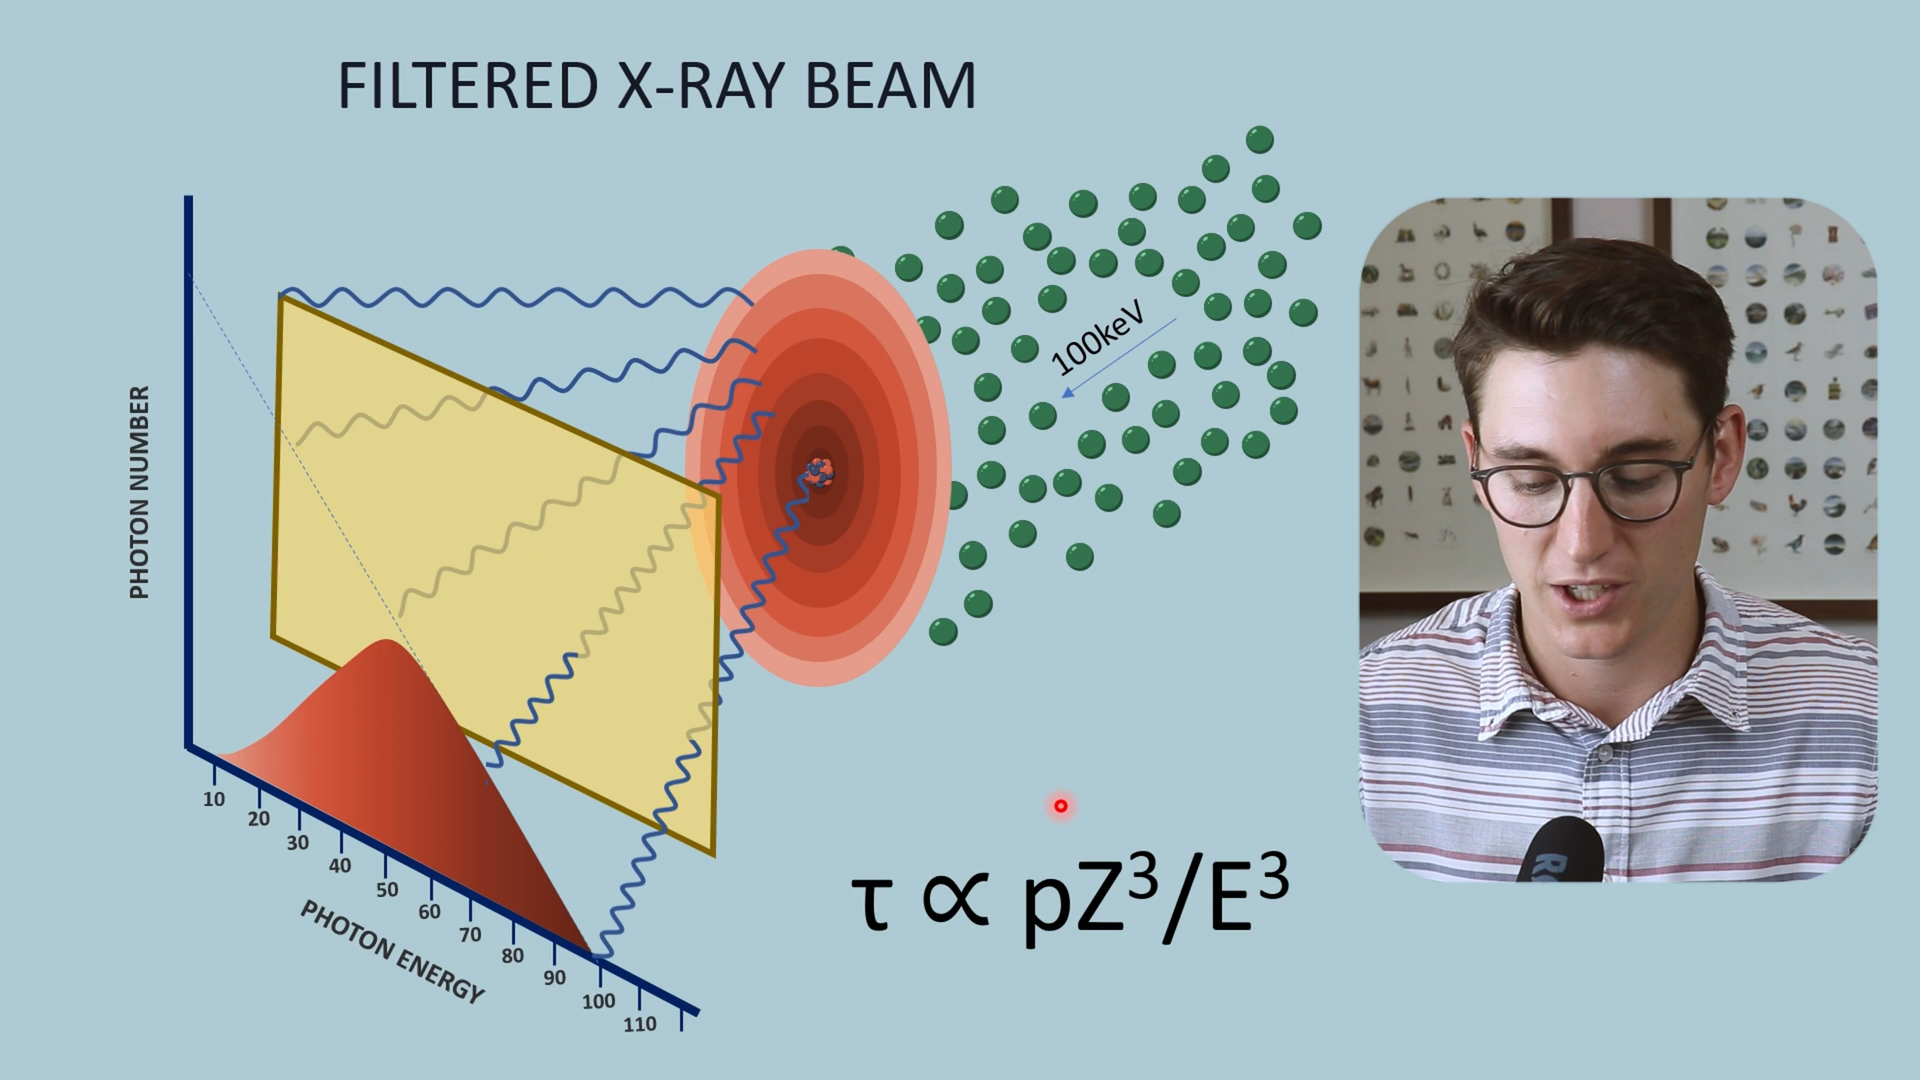 FILTERED X-RAY BEAM
PHOTON NUMBER
100keV
10
20
30
40
50
60
70
80
90
100
110
PHOTON ENERGY
τ ∝ pZ³/E³